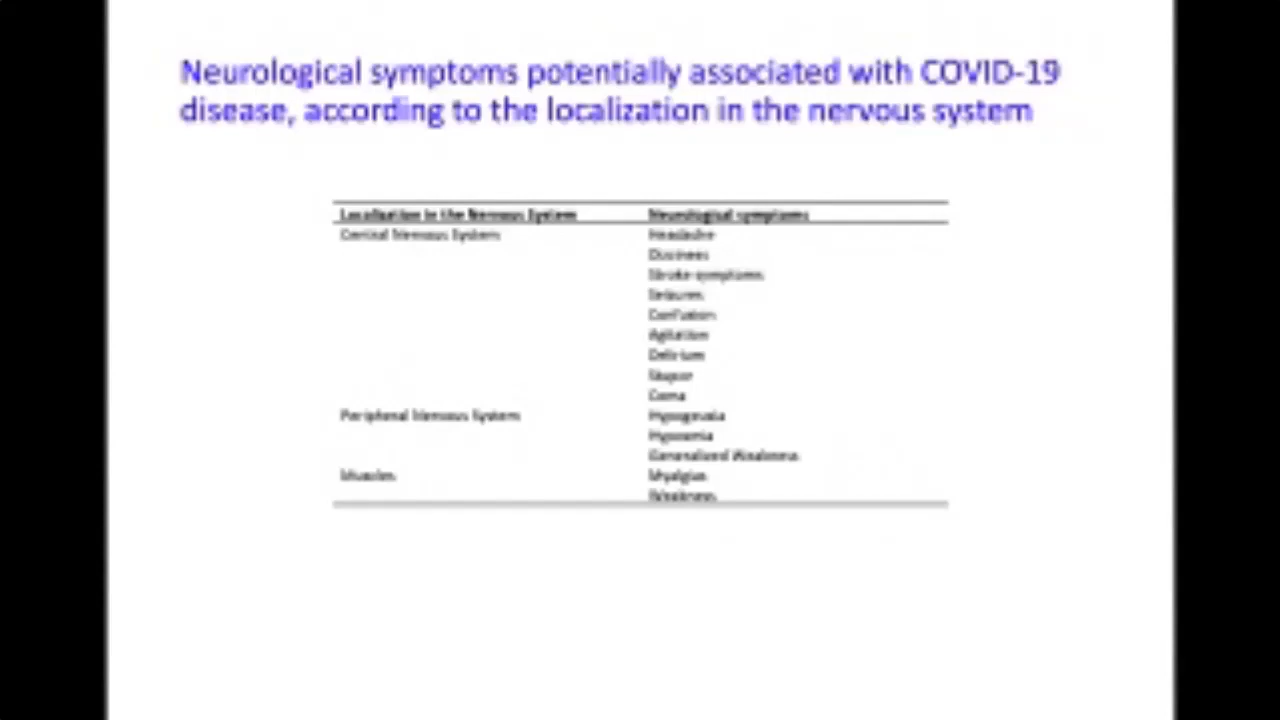 Neurological symptoms potentially associated with COVID-19
disease, according to the localization in the nervous system
Localization in the Nervous System Neurological symptoms
Central Nervous System Headache
Dizziness
Stroke symptoms
Seizures
Confusion
Agitation
Delirium
Stupor
Coma
Peripheral Nervous System Hypogeusia
Hyposmia
Generalized Weakness
Muscles Myalgias
Weakness